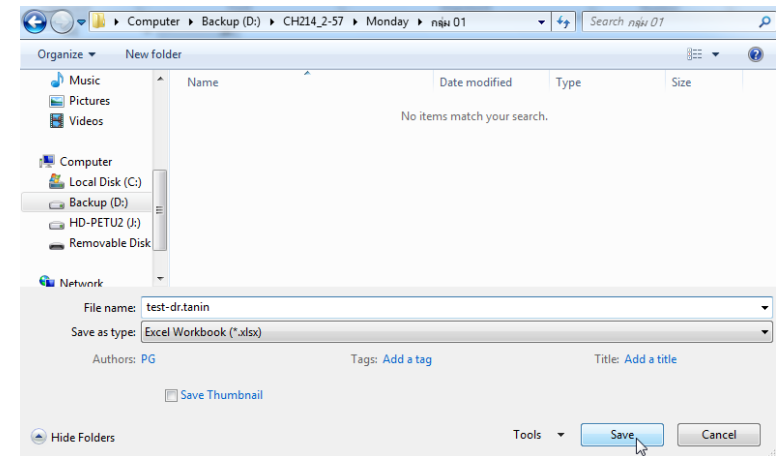 Computer Backup (D:) CH214_2-57 Monday กลุ่ม 01 Search กลุ่ม 01
Organize New folder
Music Name Date modified Type Size
Pictures No items match your search.
Videos
Computer
Local Disk (C:)
Backup (D:)
HD-PETU2 (J:)
Removable Disk
Network
File name: test-dr.tanin
Save as type: Excel Workbook (*.xlsx)
Authors: PG Tags: Add a tag Title: Add a title
Save Thumbnail
Hide Folders Tools Save Cancel